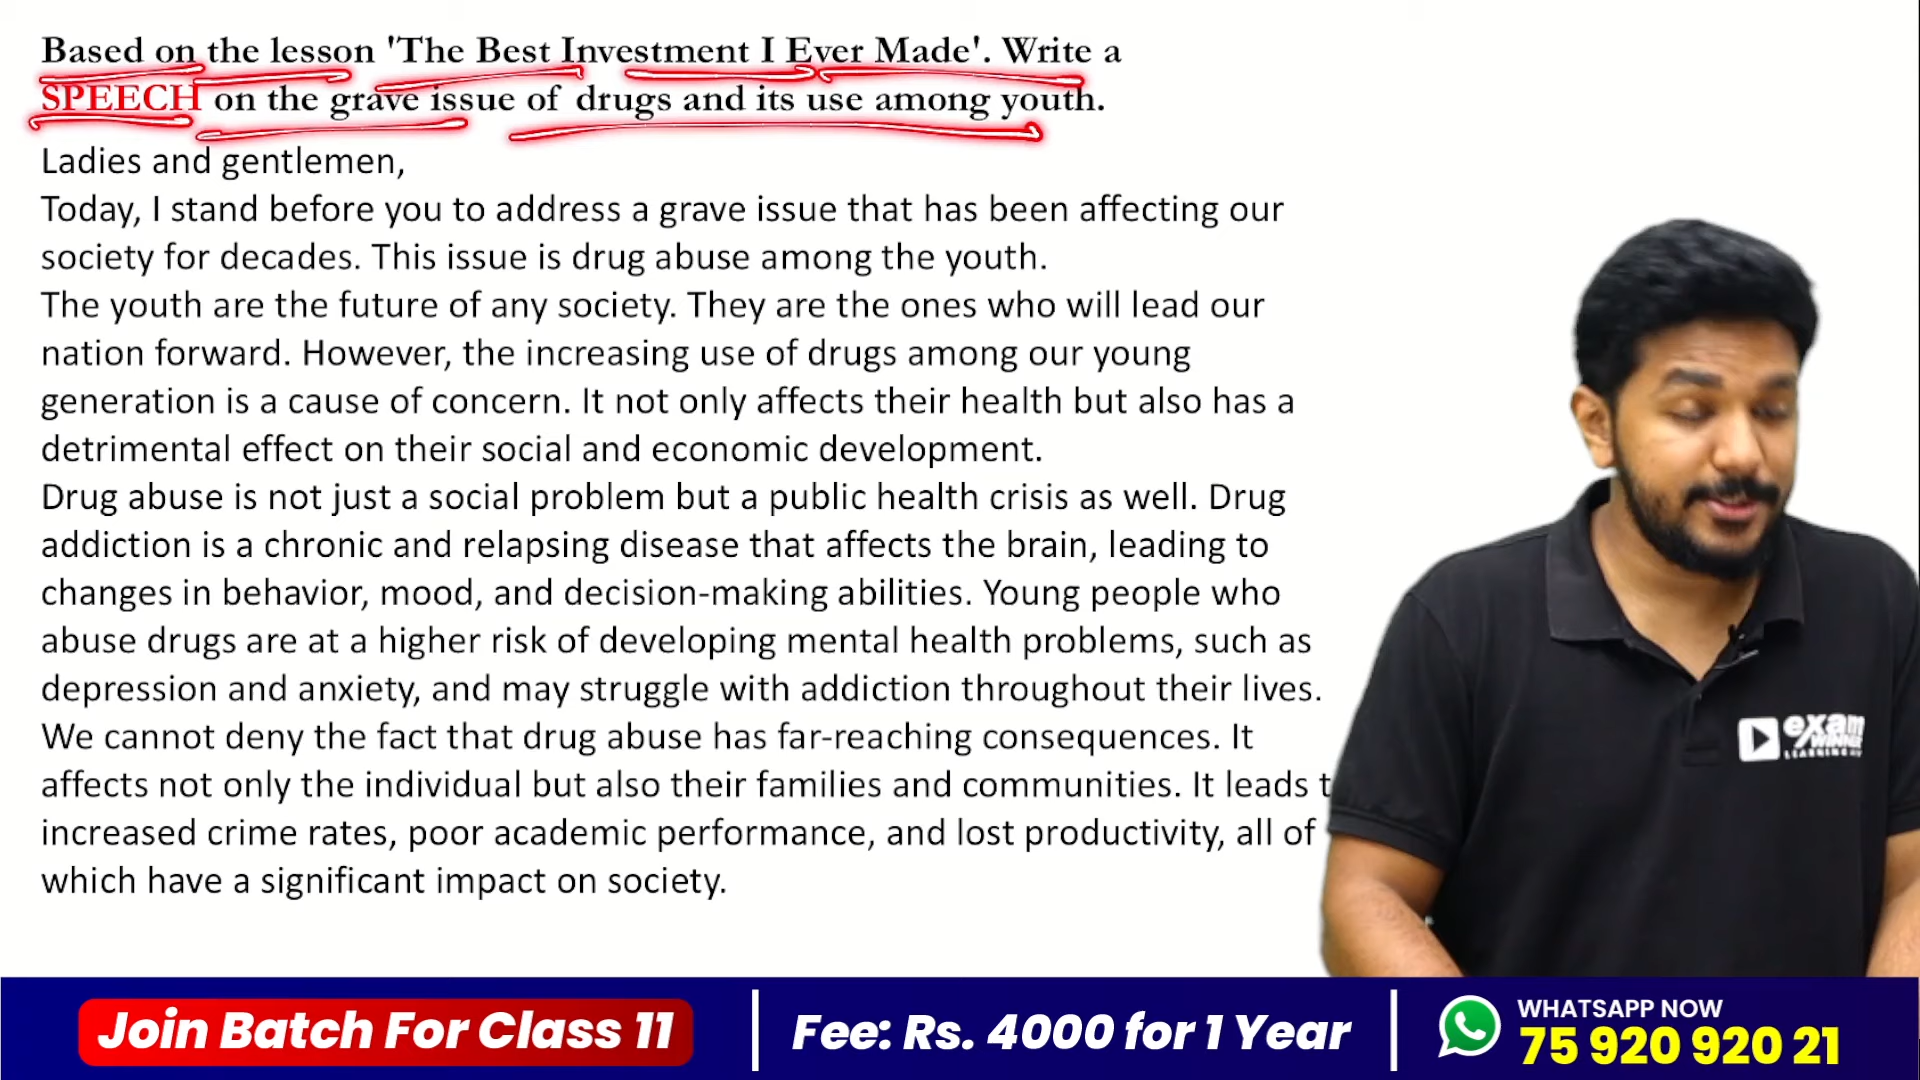 Based on the lesson 'The Best Investment I Ever Made'. Write a
SPEECH on the grave issue of drugs and its use among youth.
Ladies and gentlemen,
Today, I stand before you to address a grave issue that has been affecting our
society for decades. This issue is drug abuse among the youth.
The youth are the future of any society. They are the ones who will lead our
nation forward. However, the increasing use of drugs among our young
generation is a cause of concern. It not only affects their health but also has a
detrimental effect on their social and economic development.
Drug abuse is not just a social problem but a public health crisis as well. Drug
addiction is a chronic and relapsing disease that affects the brain, leading to
changes in behavior, mood, and decision-making abilities. Young people who
abuse drugs are at a higher risk of developing mental health problems, such as
depression and anxiety, and may struggle with addiction throughout their lives.
We cannot deny the fact that drug abuse has far-reaching consequences. It
affects not only the individual but also their families and communities. It leads t
increased crime rates, poor academic performance, and lost productivity, all of
which have a significant impact on society.
exam
WINNER
Join Batch For Class 11
Fee: Rs. 4000 for 1 Year
WHATSAPP NOW
75 920 920 21